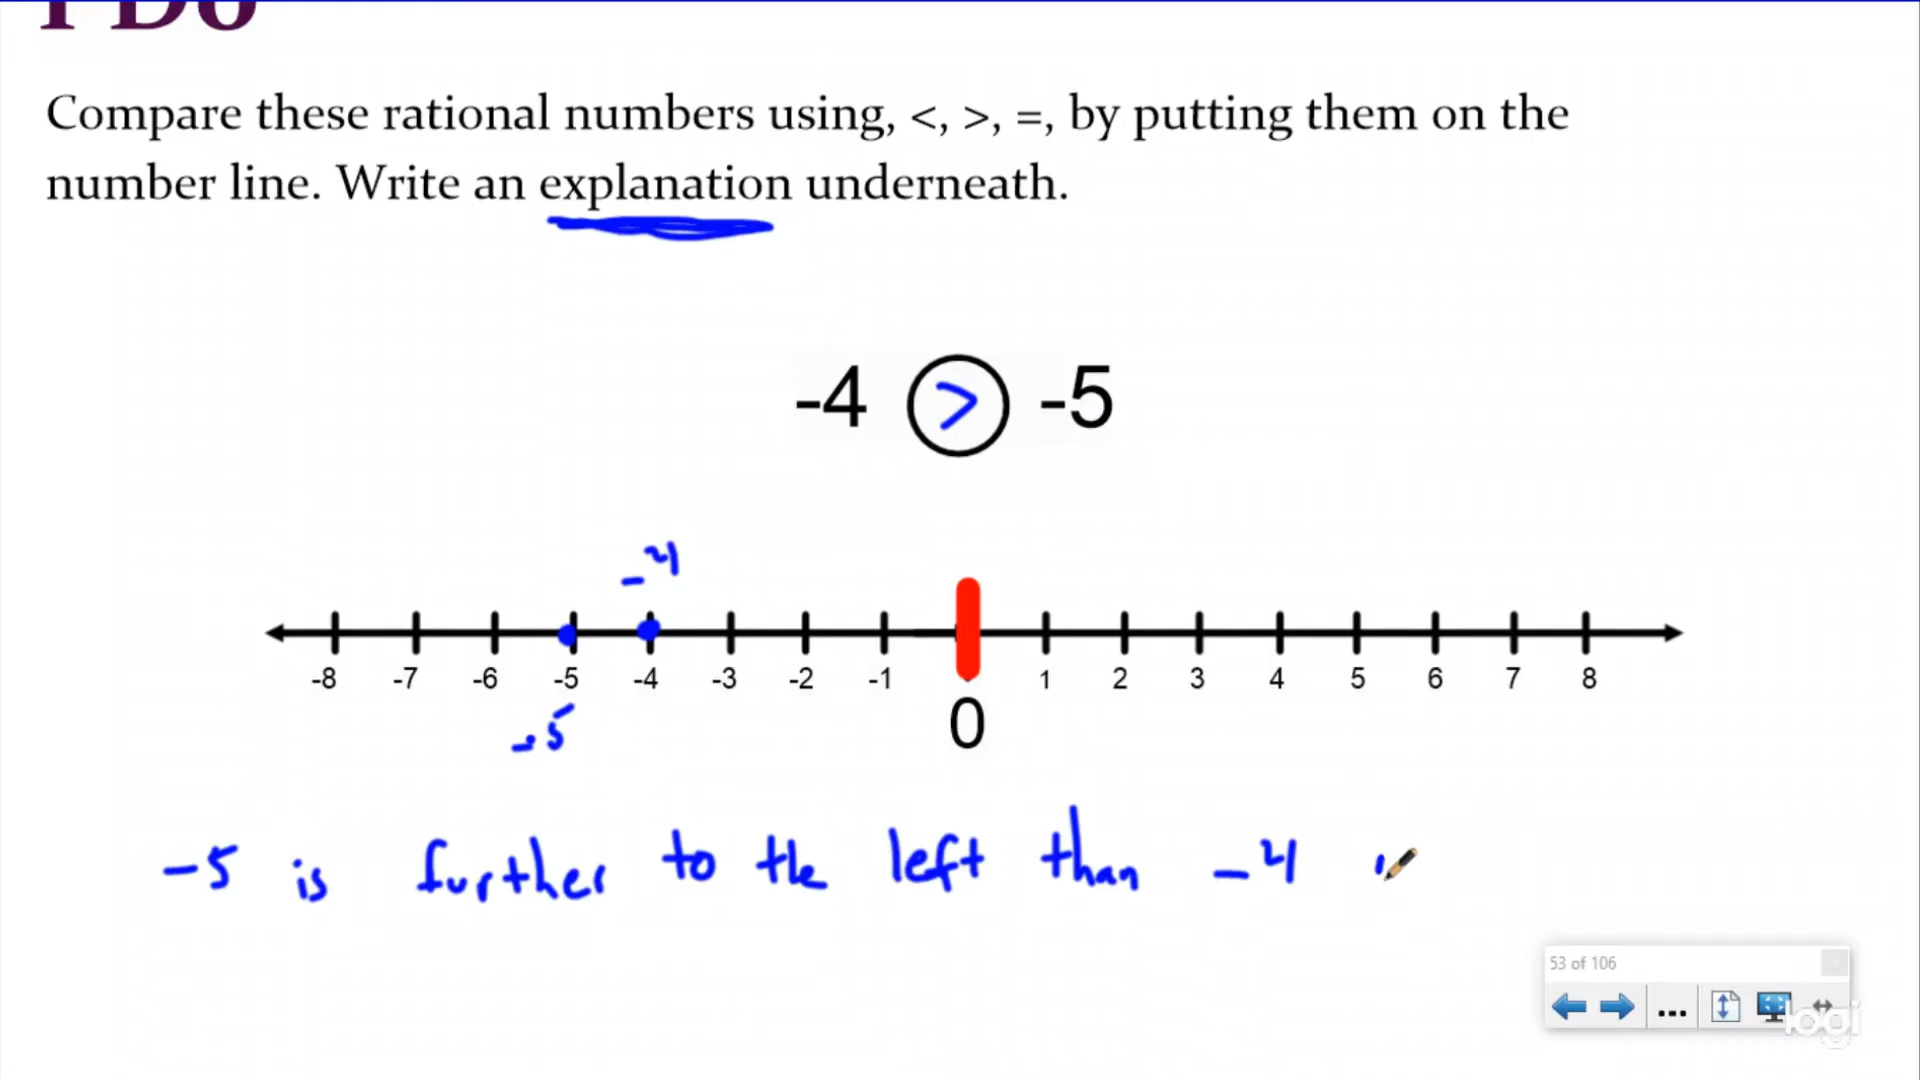 I Do
Compare these rational numbers using, <, >, =, by putting them on the
number line. Write an explanation underneath.
-4 > -5
-4
-8 -7 -6 -5 -4 -3 -2 -1 1 2 3 4 5 6 7 8
-5 0
-5 is further to the left than -4
53 of 106
...
logi